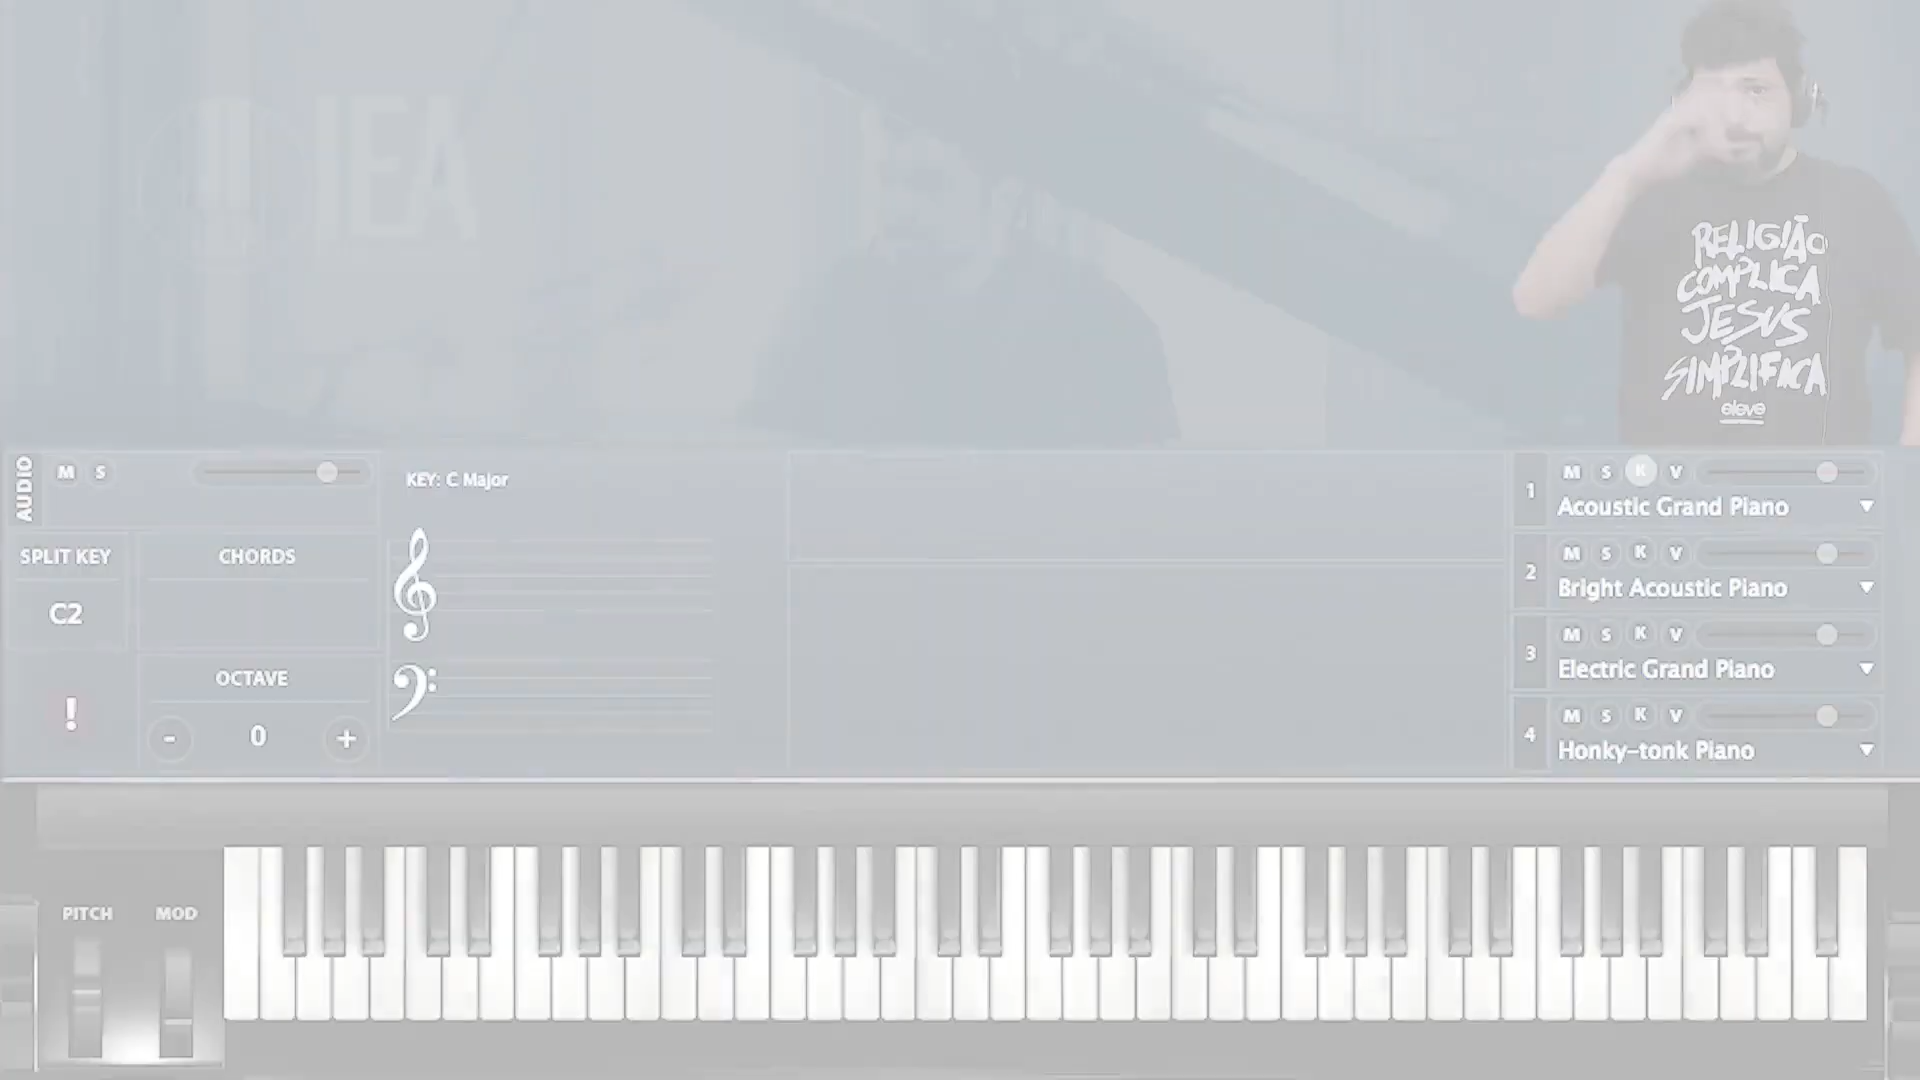 IEA
RELIGIÃO
COMPLICA
JESUS
SIMPLIFICA
eleve
AUDIO
M S
KEY: C Major
SPLIT KEY
C2
CHORDS
OCTAVE
!
- 0 +
1
M S K V
Acoustic Grand Piano
2
M S K V
Bright Acoustic Piano
3
M S K V
Electric Grand Piano
4
M S K V
Honky-tonk Piano
PITCH
MOD